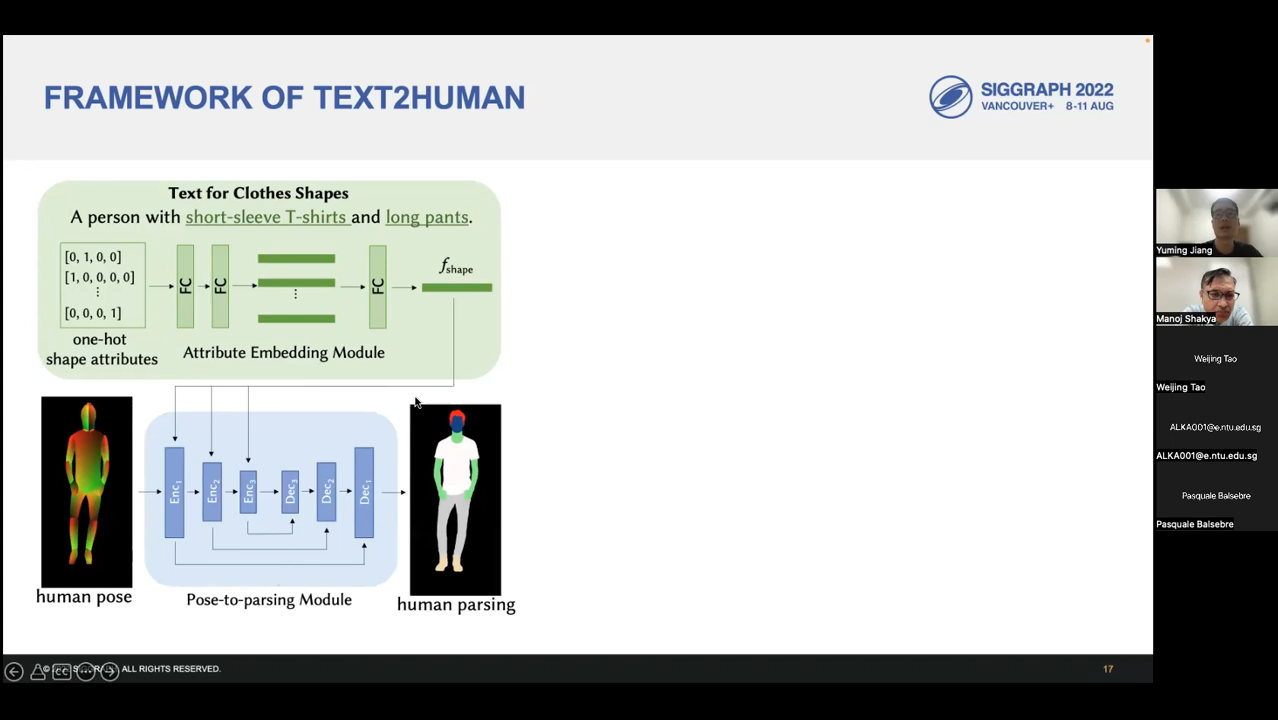 FRAMEWORK OF TEXT2HUMAN
SIGGRAPH 2022
VANCOUVER+ 8-11 AUG
Text for Clothes Shapes
A person with short-sleeve T-shirts and long pants.
[0, 1, 0, 0]
[1, 0, 0, 0, 0]
⋮
[0, 0, 0, 1]
FC
FC
⋮
FC
fshape
one-hot
shape attributes
Attribute Embedding Module
Enc1
Enc2
Enc3
Dec3
Dec2
Dec1
human pose
Pose-to-parsing Module
human parsing
ALL RIGHTS RESERVED.
CC
17
Yuming Jiang
Manoj Shakya
Weijing Tao
Weijing Tao
ALKA001@e.ntu.edu.sg
ALKA001@e.ntu.edu.sg
Pasquale Balsebre
Pasquale Balsebre